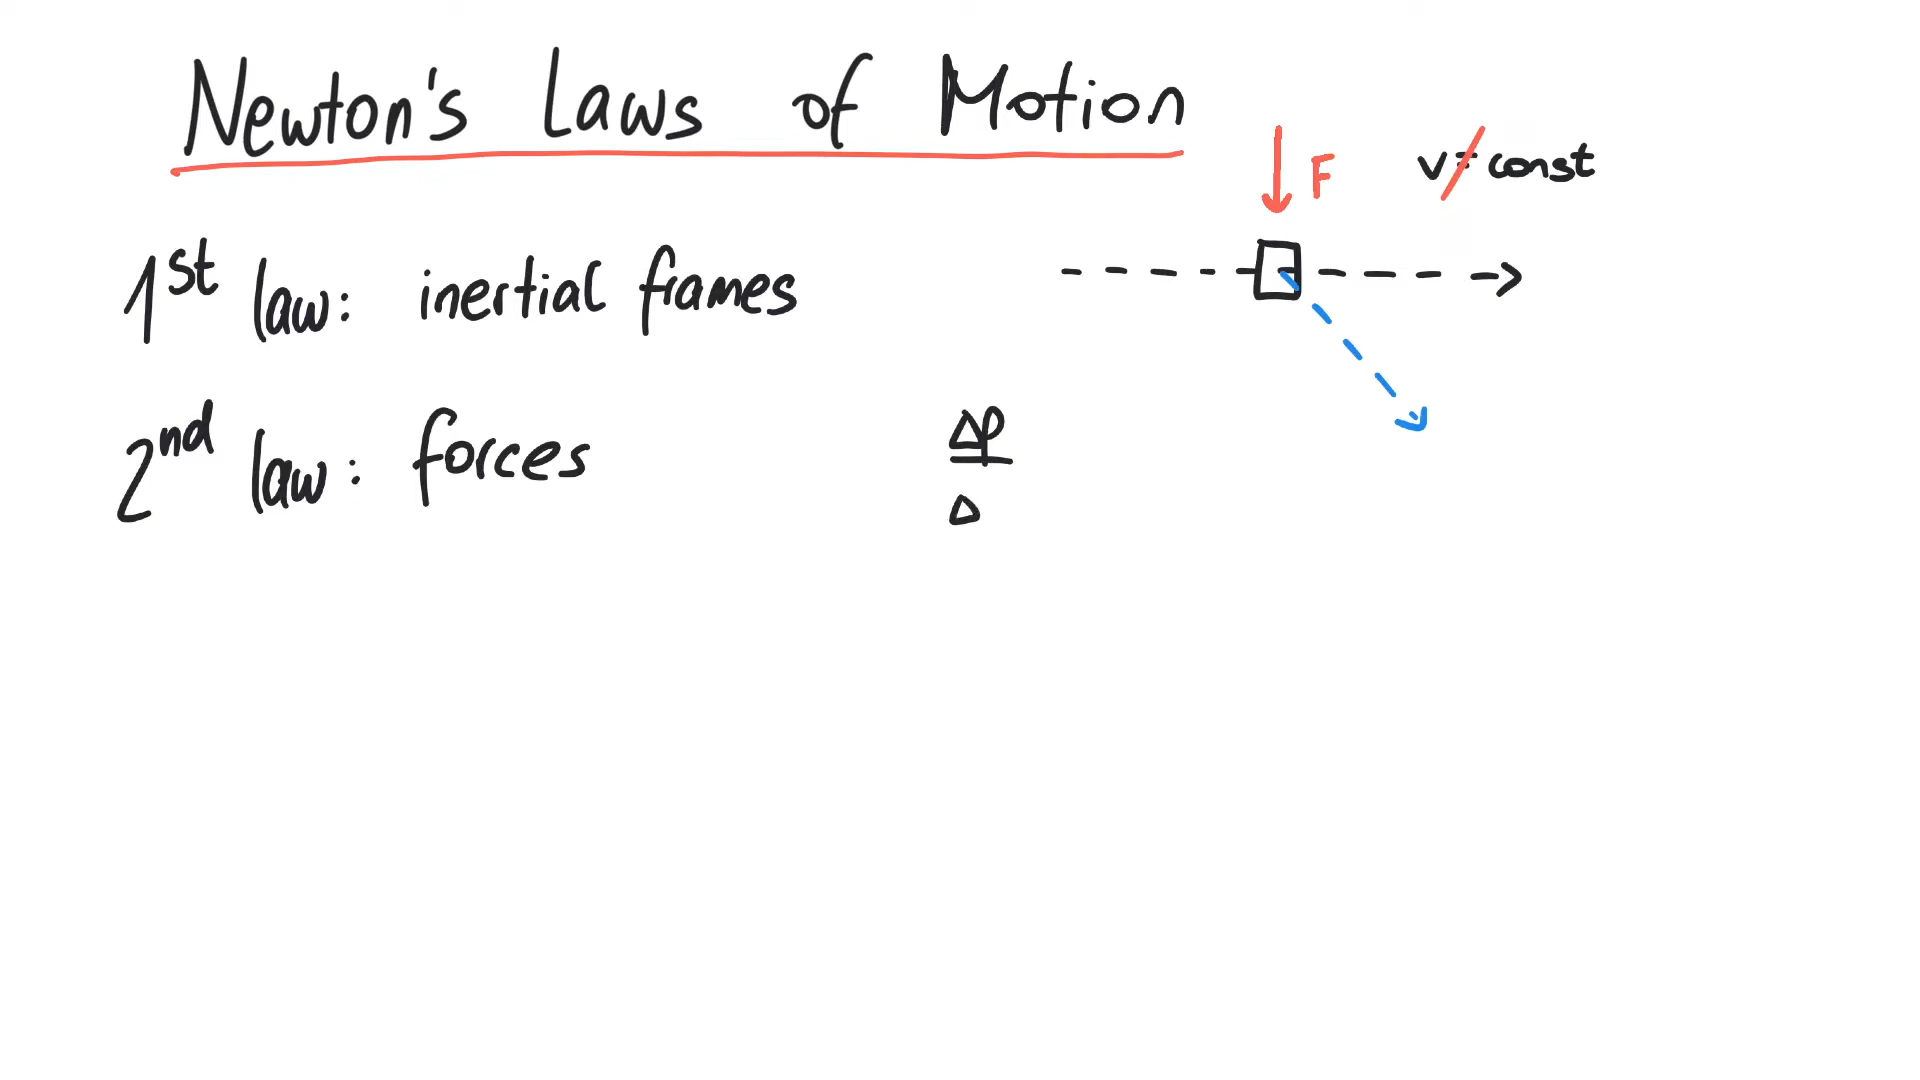 Newton's Laws of Motion
F
v = const
1st law: inertial frames
2nd law: forces
Δp
Δ